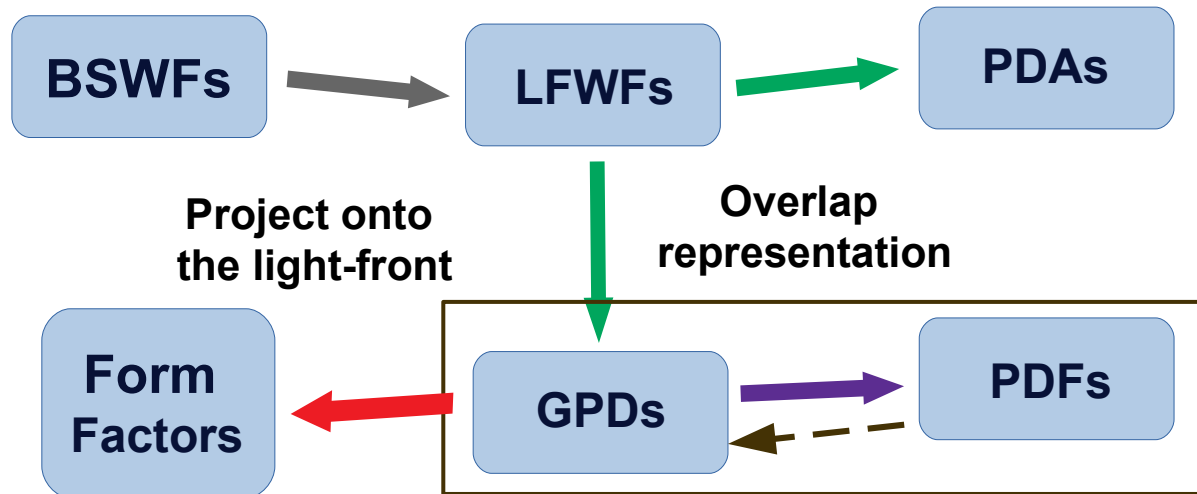 BSWFs
LFWFs
PDAs
Project onto
the light-front
Overlap
representation
Form
Factors
GPDs
PDFs